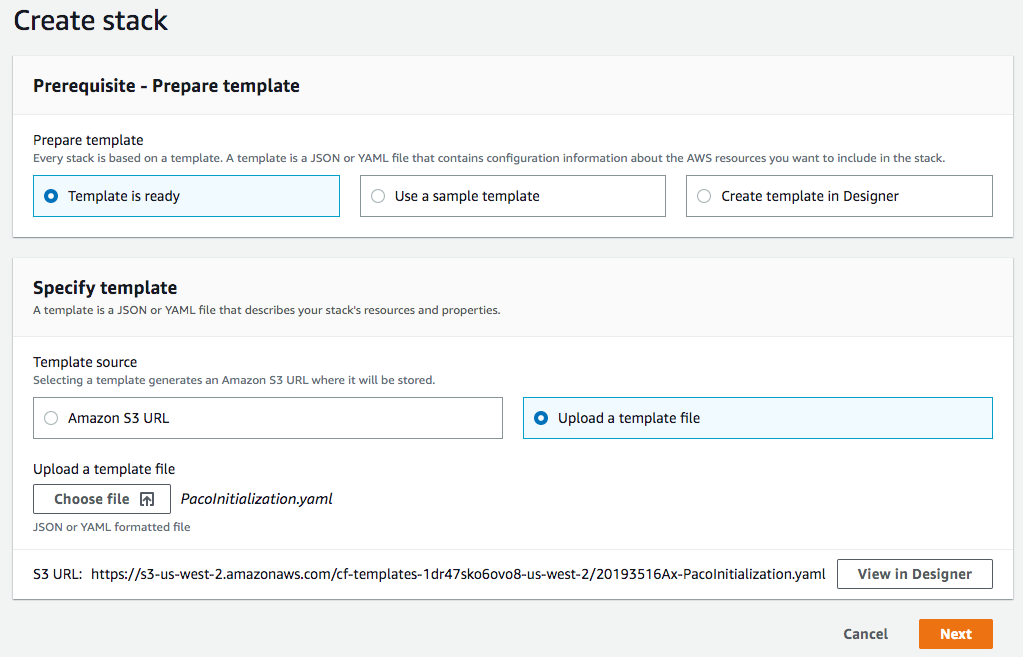 Create stack
Prerequisite - Prepare template
Prepare template
Every stack is based on a template. A template is a JSON or YAML file that contains configuration information about the AWS resources you want to include in the stack.
Template is ready
Use a sample template
Create template in Designer
Specify template
A template is a JSON or YAML file that describes your stack's resources and properties.
Template source
Selecting a template generates an Amazon S3 URL where it will be stored.
Amazon S3 URL
Upload a template file
Upload a template file
Choose file PacoInitialization.yaml
JSON or YAML formatted file
S3 URL: https://s3-us-west-2.amazonaws.com/cf-templates-1dr47sko6ovo8-us-west-2/20193516Ax-PacoInitialization.yaml View in Designer
Cancel Next